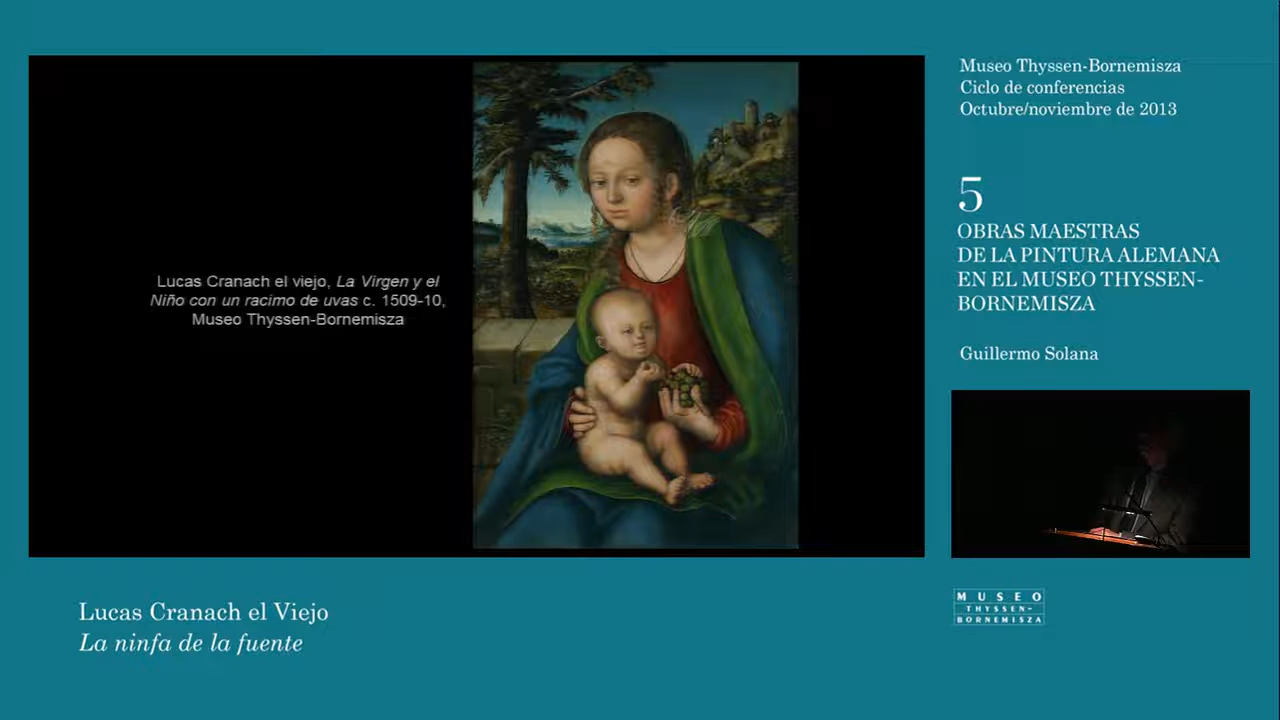 Museo Thyssen-Bornemisza
Ciclo de conferencias
Octubre/noviembre de 2013
5
OBRAS MAESTRAS
DE LA PINTURA ALEMANA
EN EL MUSEO THYSSEN-
BORNEMISZA
Guillermo Solana
Lucas Cranach el viejo, La Virgen y el
Niño con un racimo de uvas c. 1509-10,
Museo Thyssen-Bornemisza
Lucas Cranach el Viejo
La ninfa de la fuente
MUSEO
THYSSEN-
BORNEMISZA